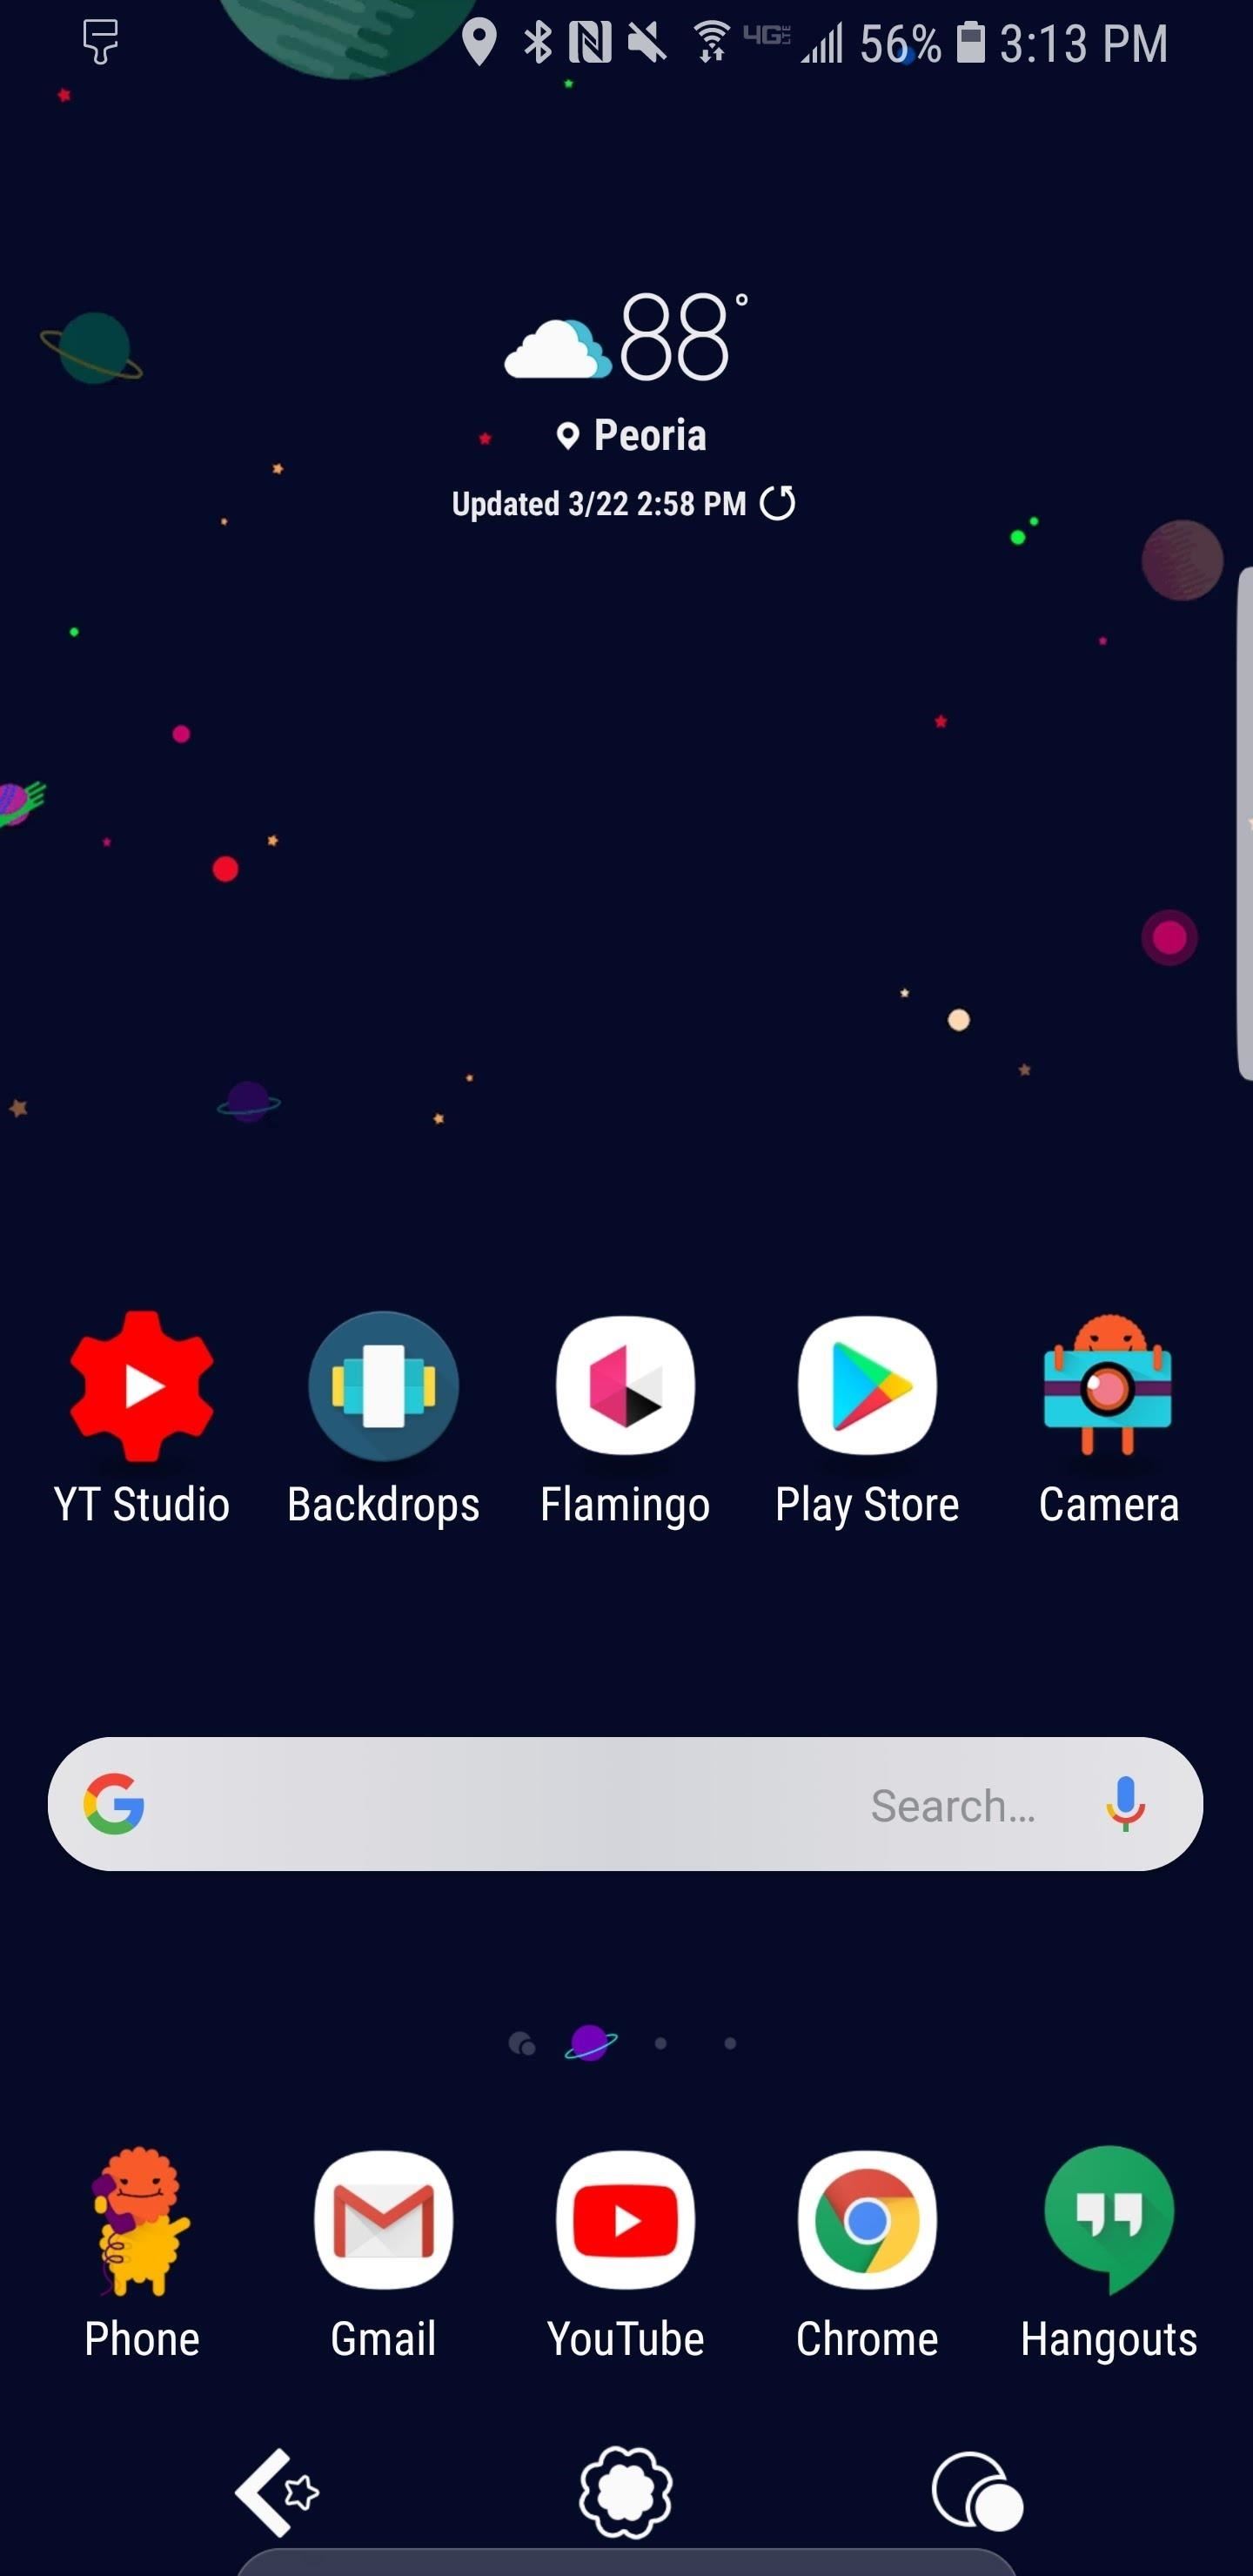 4G LTE 56% 3:13 PM
88°
Peoria
Updated 3/22 2:58 PM
YT Studio Backdrops Flamingo Play Store Camera
G Search...
Phone Gmail YouTube Chrome Hangouts